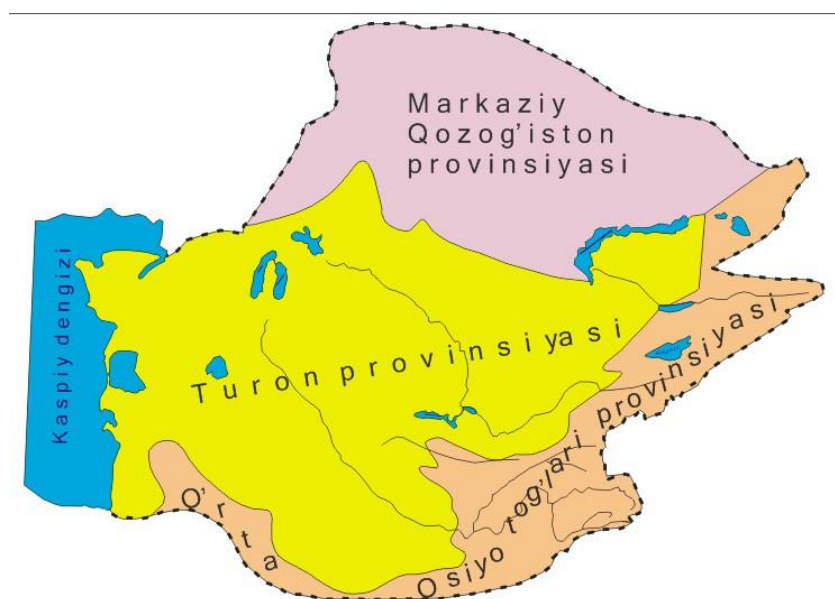 Markaziy
Qozog'iston
provinsiyasi
Kaspiy dengizi
Turon provinsiyasi
O'rta
Osiyo tog'lari provinsiyasi